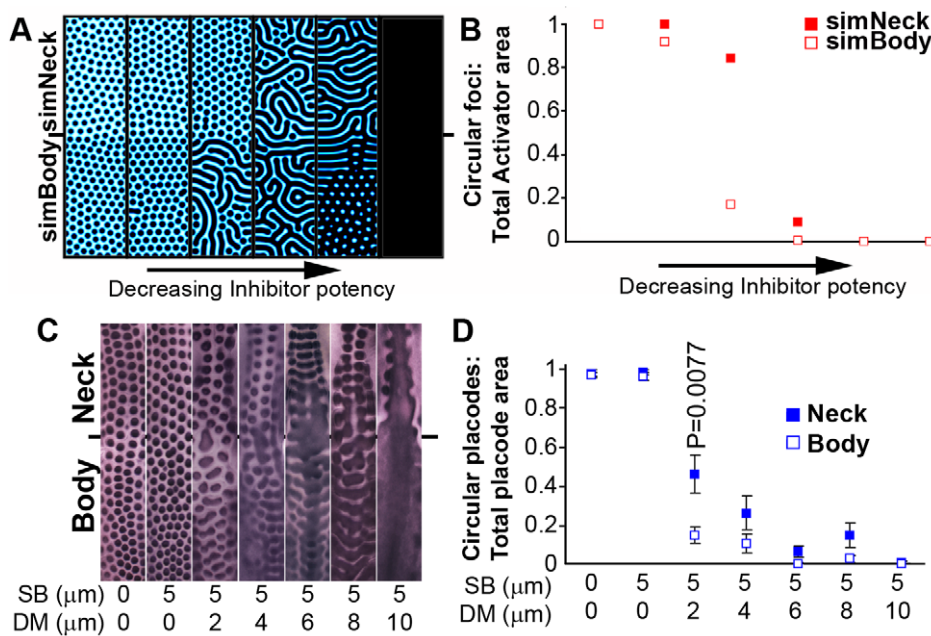 A
simNeck
simBody
Decreasing Inhibitor potency
B
simNeck
simBody
Circular foci:
Total Activator area
1
0.8
0.6
0.4
0.2
0
Decreasing Inhibitor potency
C
Neck
Body
SB (μm) 0 5 5 5 5 5 5
DM (μm) 0 0 2 4 6 8 10
D
P=0.0077
Neck
Body
Circular placodes:
Total placode area
1
0.8
0.6
0.4
0.2
0
SB (μm) 0 5 5 5 5 5 5
DM (μm) 0 0 2 4 6 8 10